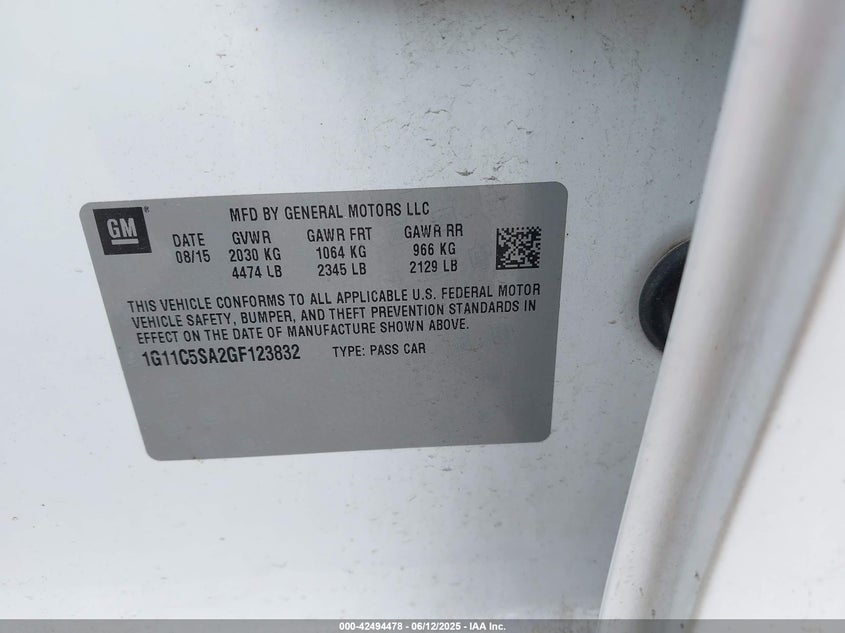 GM
MFD BY GENERAL MOTORS LLC
DATE GVWR GAWR FRT GAWR RR
08/15 2030 KG 1064 KG 966 KG
4474 LB 2345 LB 2129 LB
THIS VEHICLE CONFORMS TO ALL APPLICABLE U.S. FEDERAL MOTOR
VEHICLE SAFETY, BUMPER, AND THEFT PREVENTION STANDARDS IN
EFFECT ON THE DATE OF MANUFACTURE SHOWN ABOVE.
1G11C5SA2GF123832 TYPE: PASS CAR
000-42494478 - 06/12/2025 - IAA Inc.